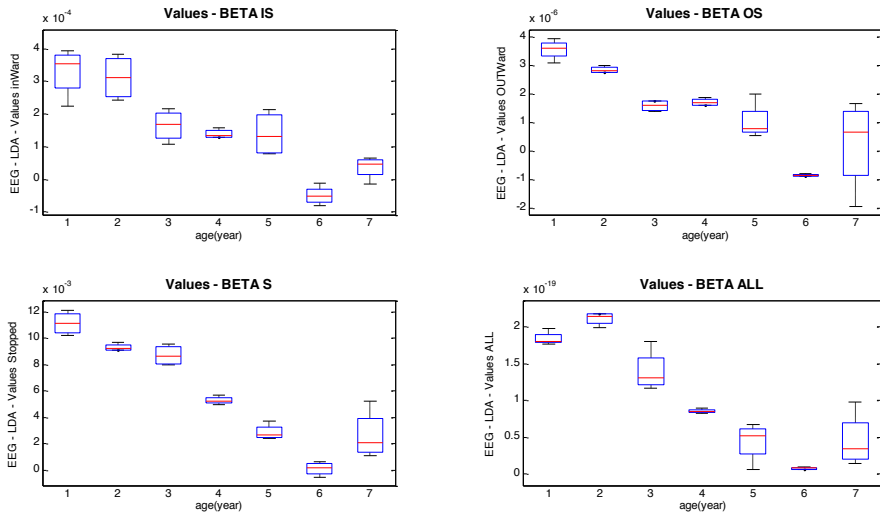 Values - BETA IS
x 10-4
EEG - LDA - Values inWard
4
3
2
1
0
-1
1 2 3 4 5 6 7
age(year)
Values - BETA OS
x 10-6
EEG - LDA - Values OUTWard
4
3
2
1
0
-1
-2
1 2 3 4 5 6 7
age(year)
Values - BETA S
x 10-3
EEG - LDA - Values Stopped
12
10
8
6
4
2
0
1 2 3 4 5 6 7
age(year)
Values - BETA ALL
x 10-19
EEG - LDA - Values ALL
2
1.5
1
0.5
0
1 2 3 4 5 6 7
age(year)